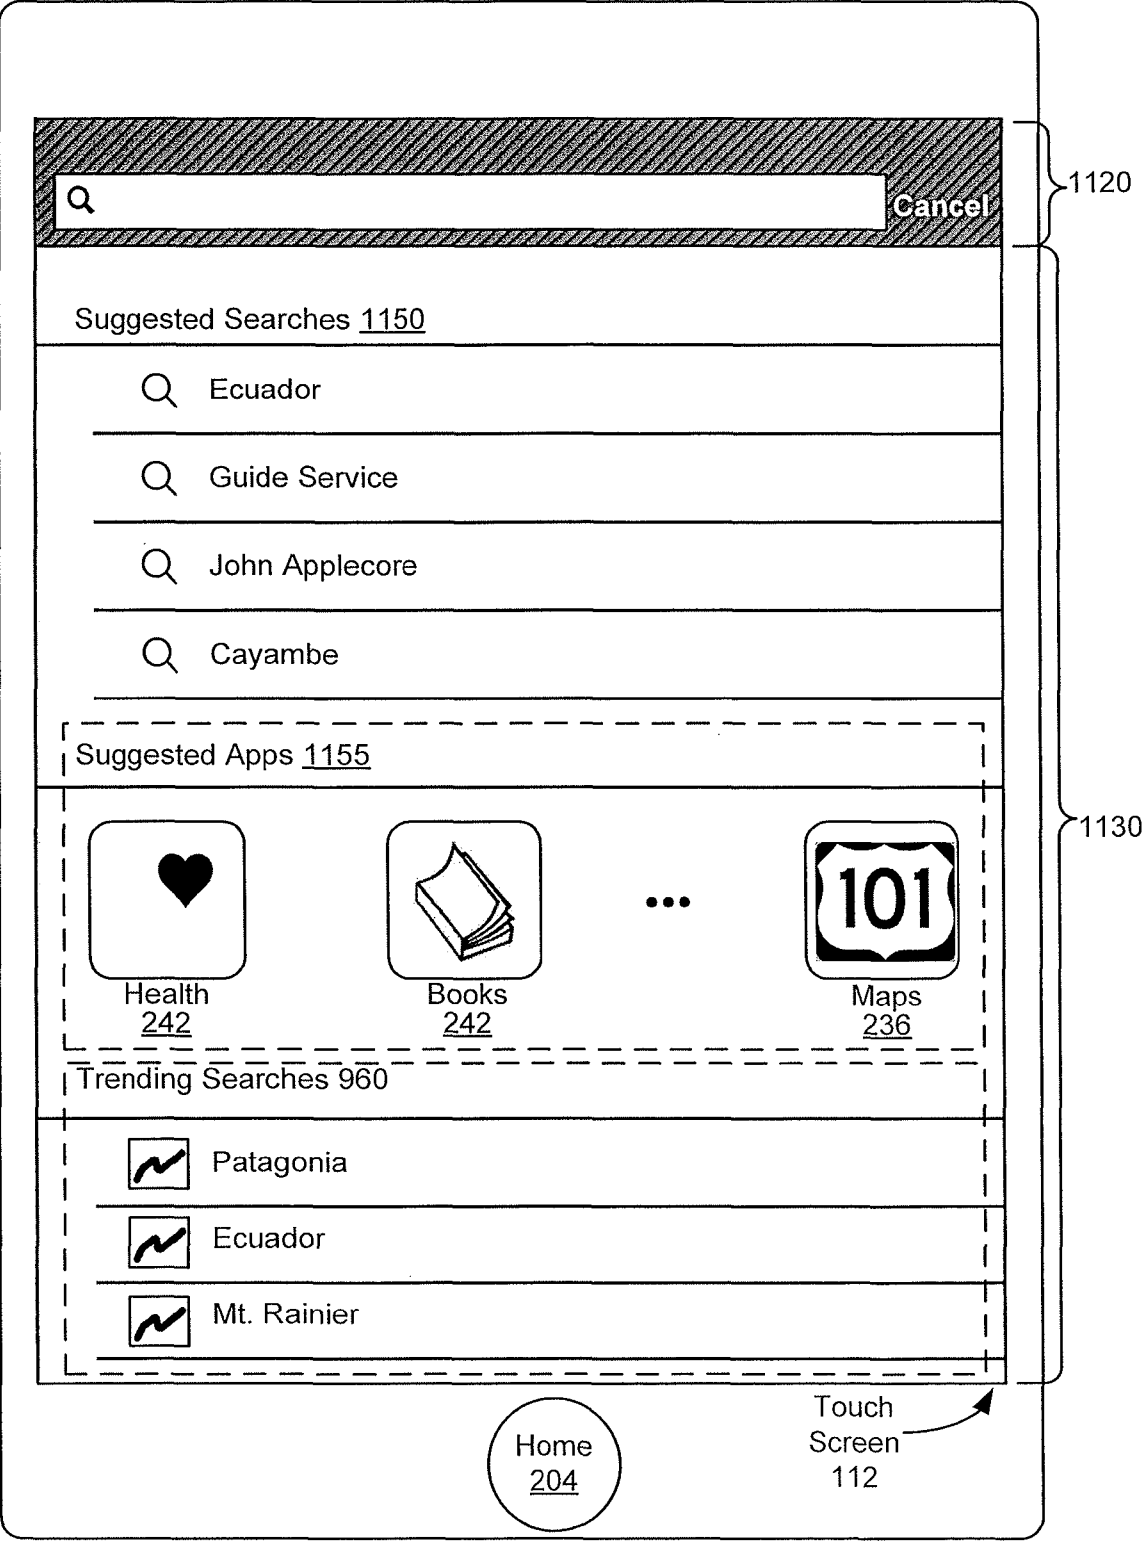 Cancel
1120
Suggested Searches 1150
Ecuador
Guide Service
John Applecore
Cayambe
Suggested Apps 1155
1130
101
Health
242
Books
242
...
Maps
236
Trending Searches 960
Patagonia
Ecuador
Mt. Rainier
Touch
Screen
112
Home
204